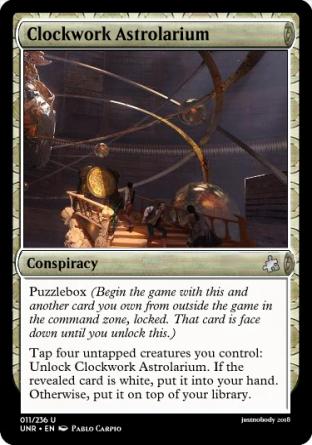 Clockwork Astrolarium
Conspiracy
Puzzlebox (Begin the game with this and
another card you own from outside the game in
the command zone, locked. That card is face
down until you unlock this.)
Tap four untapped creatures you control:
Unlock Clockwork Astrolarium. If the
revealed card is white, put it into your hand.
Otherwise, put it on top of your library.
011/236 U
UNR • EN PABLO CARPIO
justnobody 2018